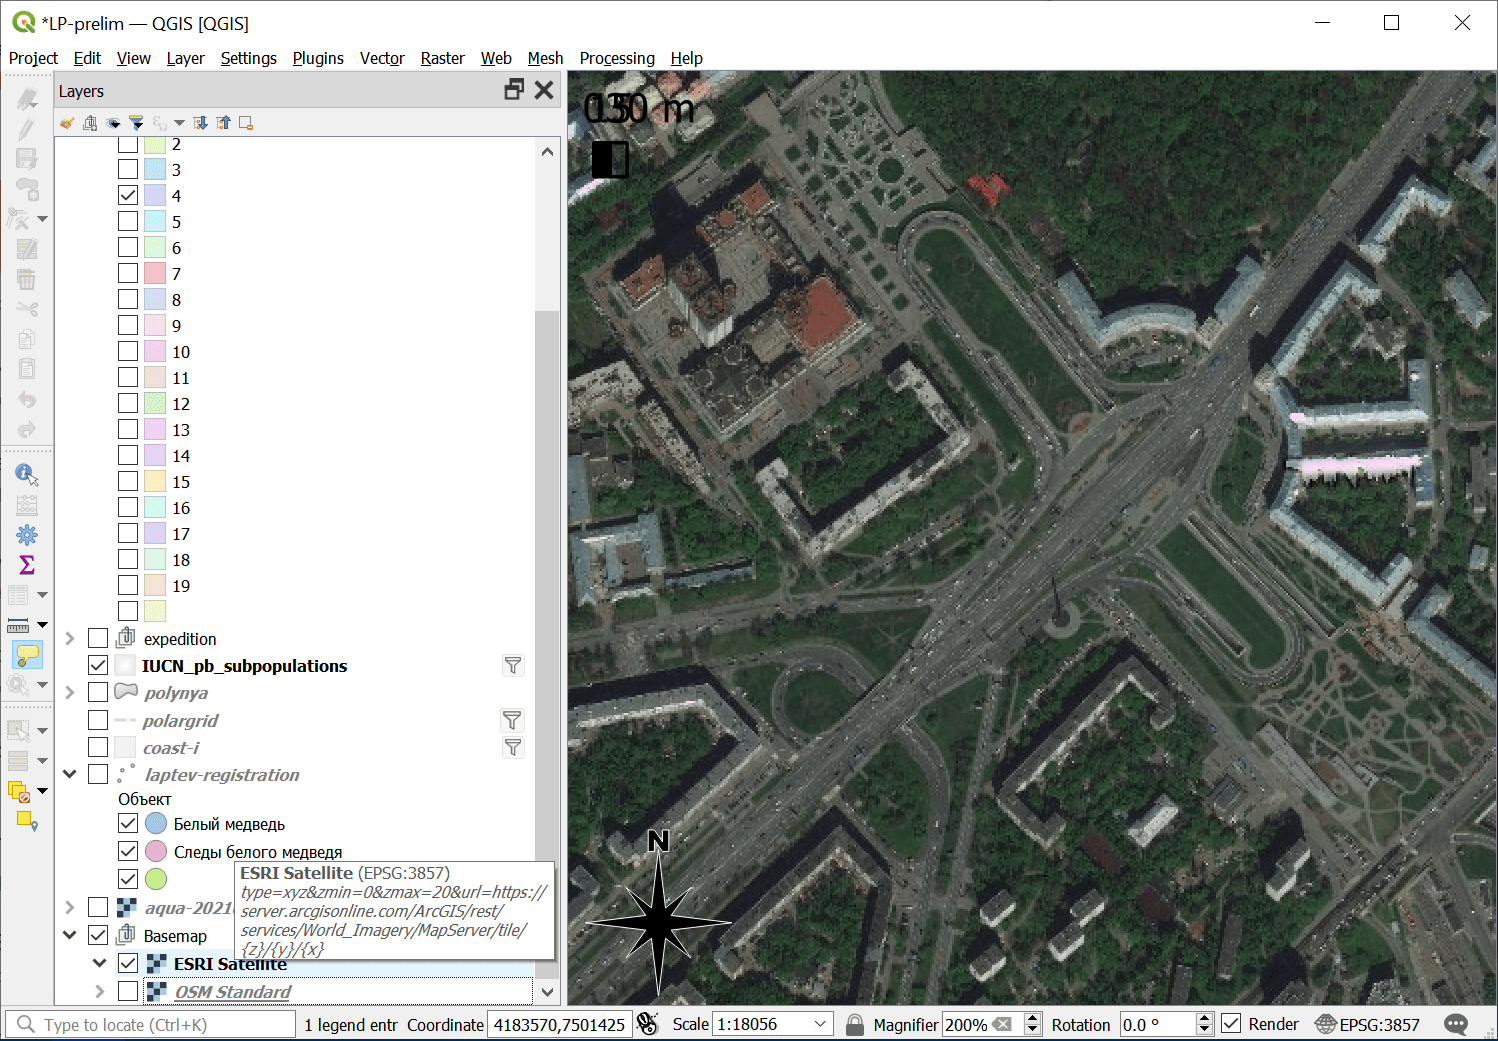 *LP-prelim — QGIS [QGIS]
Project Edit View Layer Settings Plugins Vector Raster Web Mesh Processing Help
Layers
2
3
4
5
6
7
8
9
10
11
12
13
14
15
16
17
18
19
expedition
IUCN_pb_subpopulations
polynya
polargrid
coast-i
laptev-registration
Объект
Белый медведь
Следы белого медведя
ESRI Satellite (EPSG:3857)
type=xyz&zmin=0&zmax=20&url=https://
server.arcgisonline.com/ArcGIS/rest/
services/World_Imagery/MapServer/tile/
{z}/{y}/{x}
Basemap
ESRI Satellite
OSM Standard
m
N
Type to locate (Ctrl+K) 1 legend entr Coordinate 4183570,7501425 Scale 1:18056 Magnifier 200% Rotation 0.0 ° Render EPSG:3857